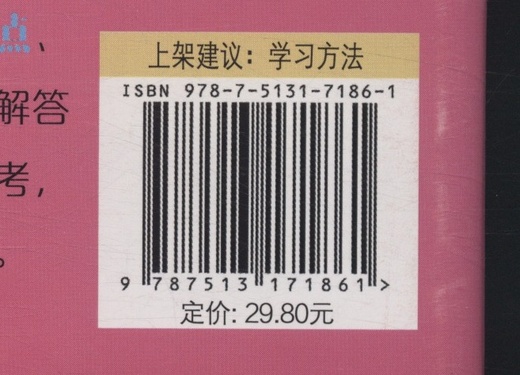 、
解答
考，
。
上架建议：学习方法
ISBN 978-7-5131-7186-1
9 787513 171861 >
定价: 29.80元